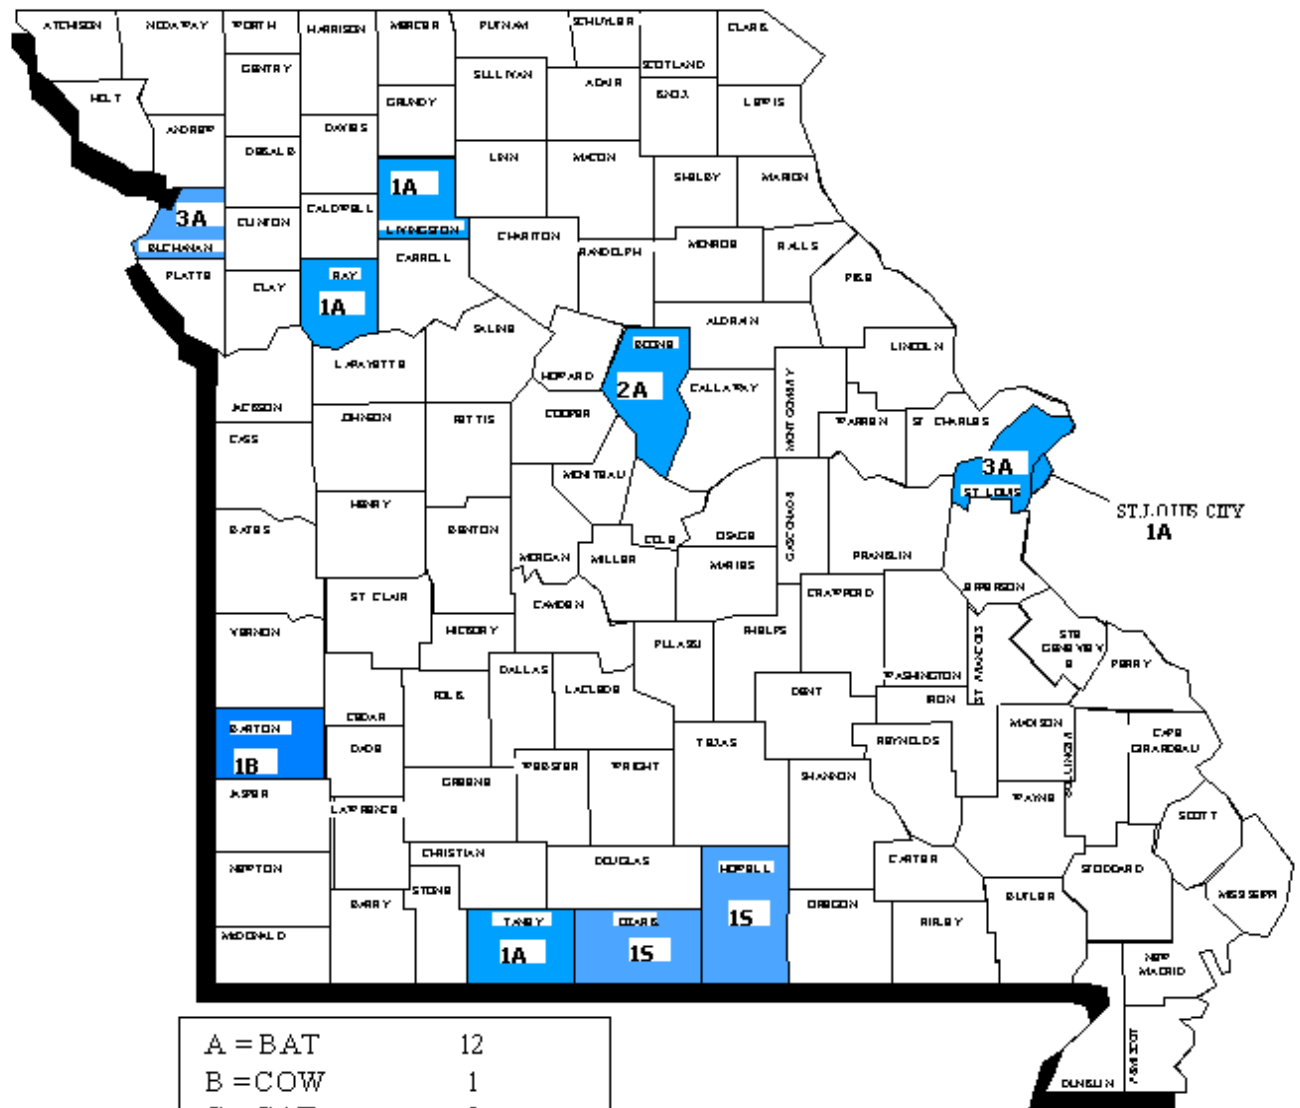 ATCHISON NODAWAY WORTH HARRISON MERCER PUTNAM SCHUYLER CLARK
SCOTLAND
GENTRY SULLIVAN ADAIR
HOLT GRUNDY KNOX LEWIS
ANDREW DAVIES
DEKALB LINN MACON
1A SHELBY MARION
3A CLINTON CALDWELL
LIVINGSTON CHARITON
BUCHANAN CARROLL RANDOLPH MONROE RALLS
PLATTE CLAY RAY PIKE
1A
SALINE AUDRAIN
BOONE LINCOLN
LAFAYETTE HOWARD
2A CALLAWAY
JACKSON JOHNSON PETTIS COOPER MONTGOMERY WARREN ST CHARLES
CASS
MONITEAU 3A
ST LOUIS
HENRY ST.LOUIS CITY
1A
BATES BENTON COLE OSAGE GASCONADE
MORGAN MILLER MARIES FRANKLIN
JEFFERSON
ST CLAIR CAMDEN CRAWFORD
VERNON HICKORY PULASKI PHELPS
STE
GENEVIEV
E
DALLAS WASHINGTON PERRY
POLK LACLEDE DENT IRON
CEDAR MADISON
BARTON DADE TEXAS REYNOLDS CAPE
GIRARDEAU
BOLLINGER
1B WEBSTER WRIGHT
JASPER GREENE SHANNON
LAWRENCE WAYNE
SCOTT
CHRISTIAN DOUGLAS CARTER
NEWTON HOWELL STODDARD
STONE
BARRY OREGON BUTLER MISSISSIPPI
TANEY OZARK RIPLEY
McDONALD 1S
1A 1S
NEW
MADRID
PEMISCOT
DUNKLIN
A =BAT 12
B =COW 1